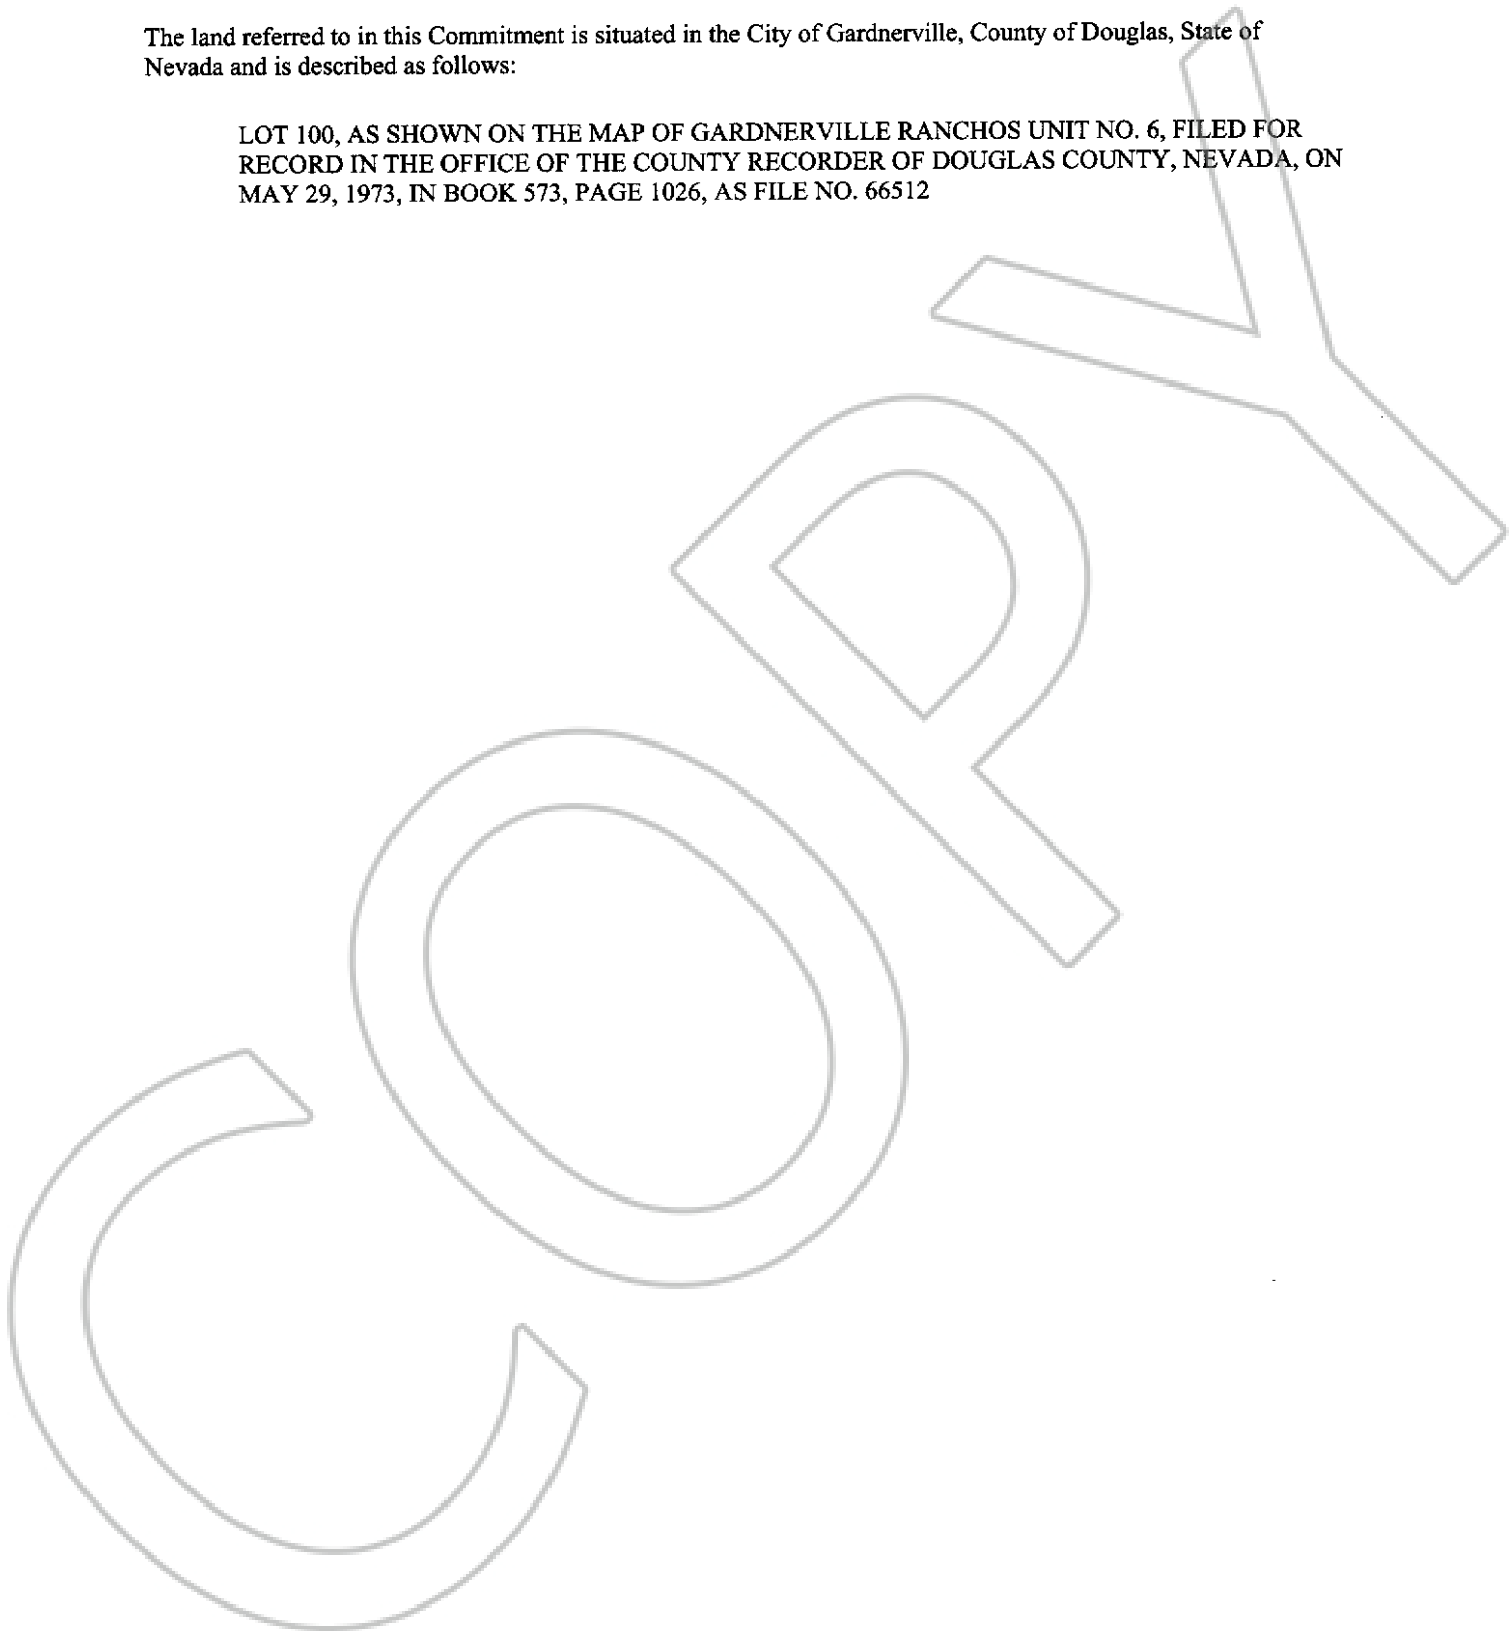 The land referred to in this Commitment is situated in the City of Gardnerville, County of Douglas, State of
Nevada and is described as follows:
LOT 100, AS SHOWN ON THE MAP OF GARDNERVILLE RANCHOS UNIT NO. 6, FILED FOR
RECORD IN THE OFFICE OF THE COUNTY RECORDER OF DOUGLAS COUNTY, NEVADA, ON
MAY 29, 1973, IN BOOK 573, PAGE 1026, AS FILE NO. 66512
COPY